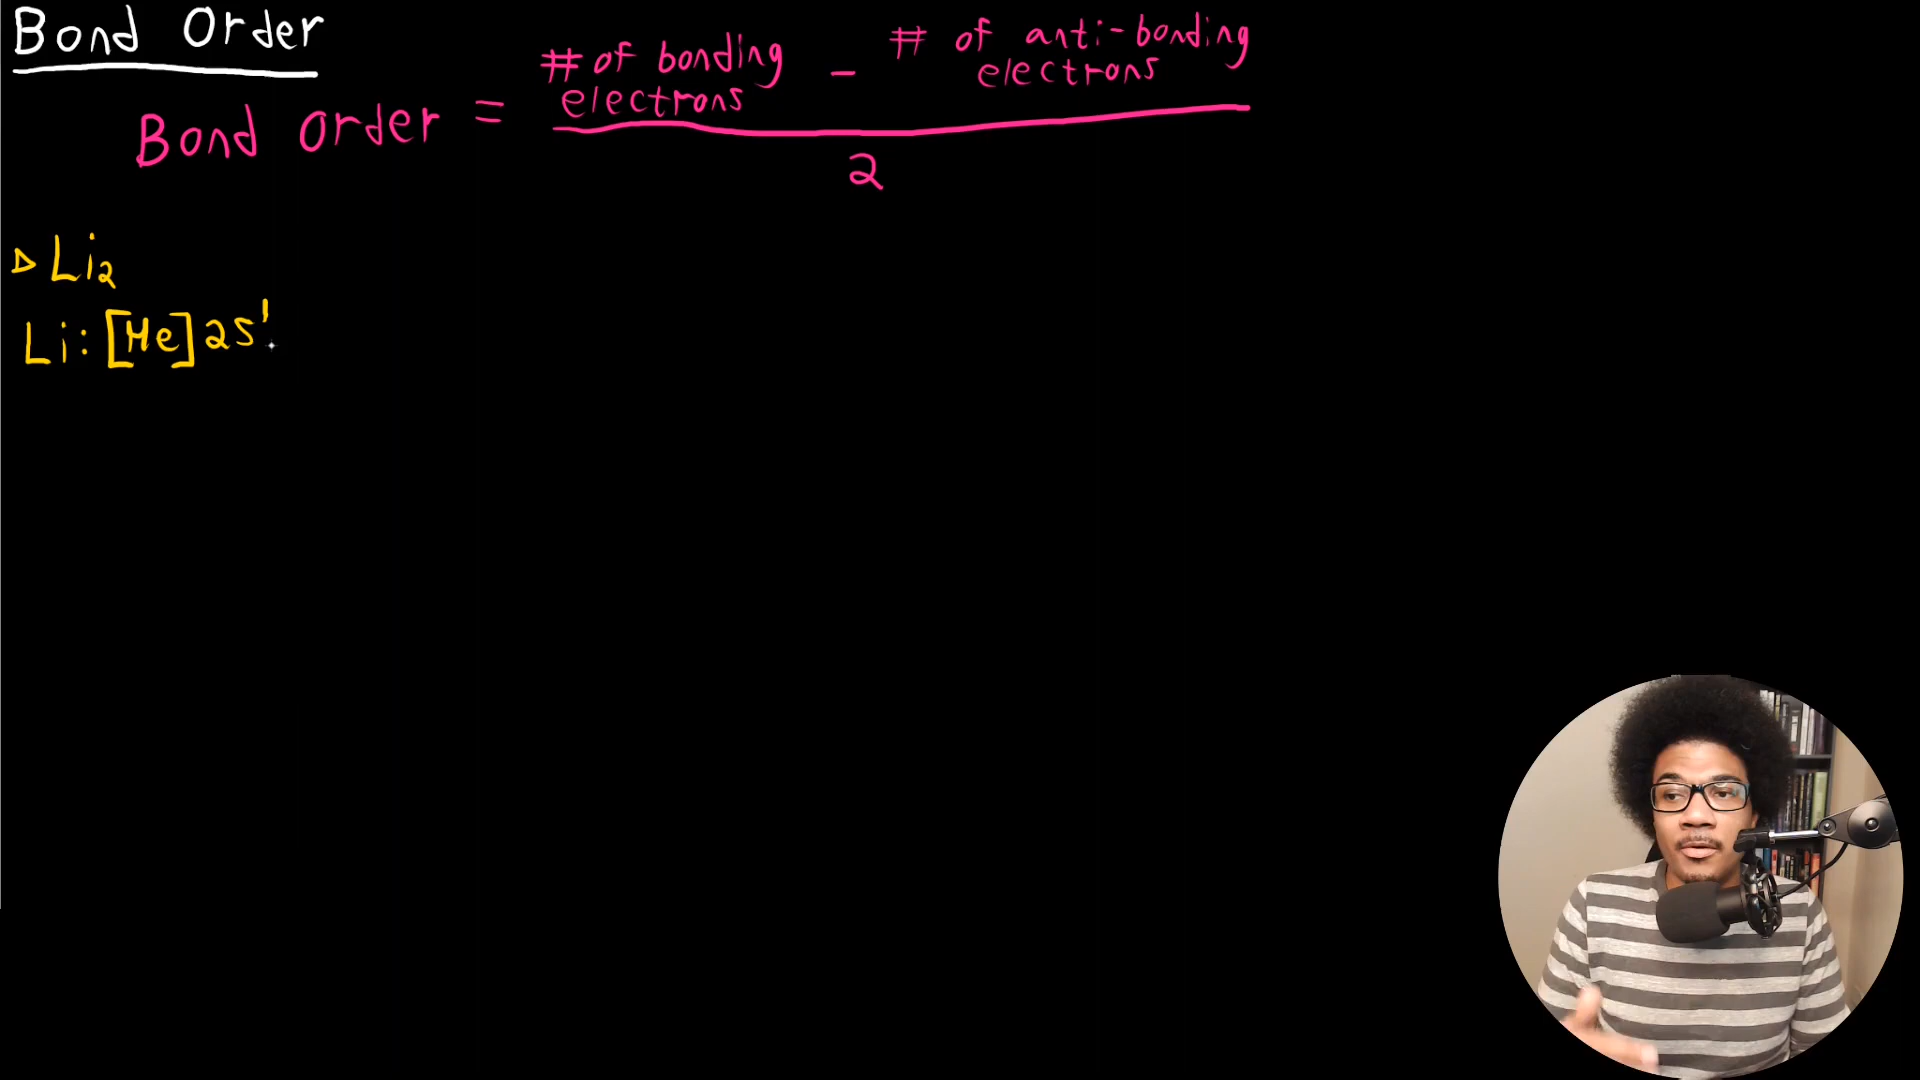 Bond Order
Bond Order = # of bonding electrons - # of anti-bonding electrons
2
Li₂
Li: [He] 2s¹